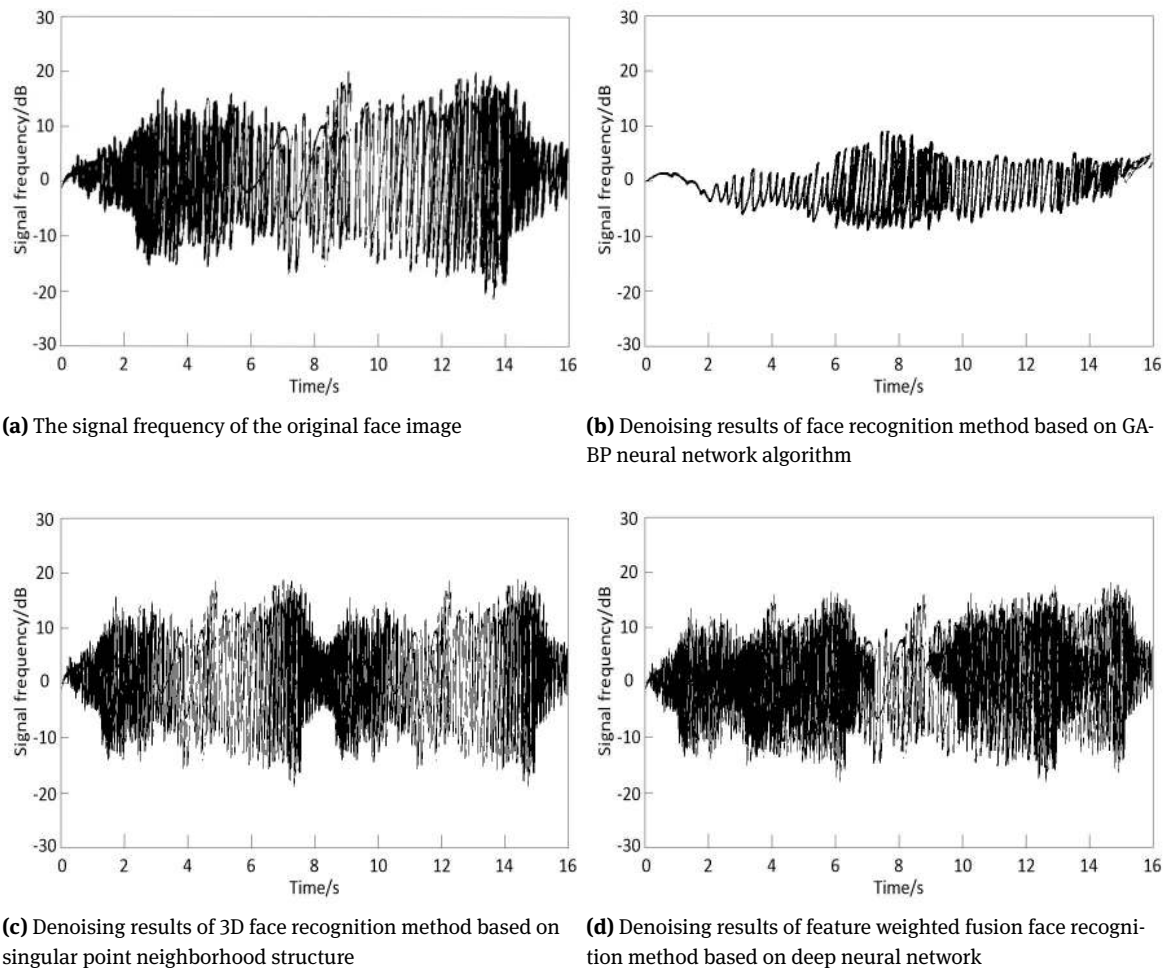 30
20
10
0
-10
-20
-30
Signal frequency/dB
0 2 4 6 8 10 12 14 16
Time/s
(a) The signal frequency of the original face image
30
20
10
0
-10
-20
-30
Signal frequency/dB
0 2 4 6 8 10 12 14 16
Time/s
(b) Denoising results of face recognition method based on GA-
BP neural network algorithm
30
20
10
0
-10
-20
-30
Signal frequency/dB
0 2 4 6 8 10 12 14 16
Time/s
(c) Denoising results of 3D face recognition method based on
singular point neighborhood structure
30
20
10
0
-10
-20
-30
Signal frequency/dB
0 2 4 6 8 10 12 14 16
Time/s
(d) Denoising results of feature weighted fusion face recogni-
tion method based on deep neural network